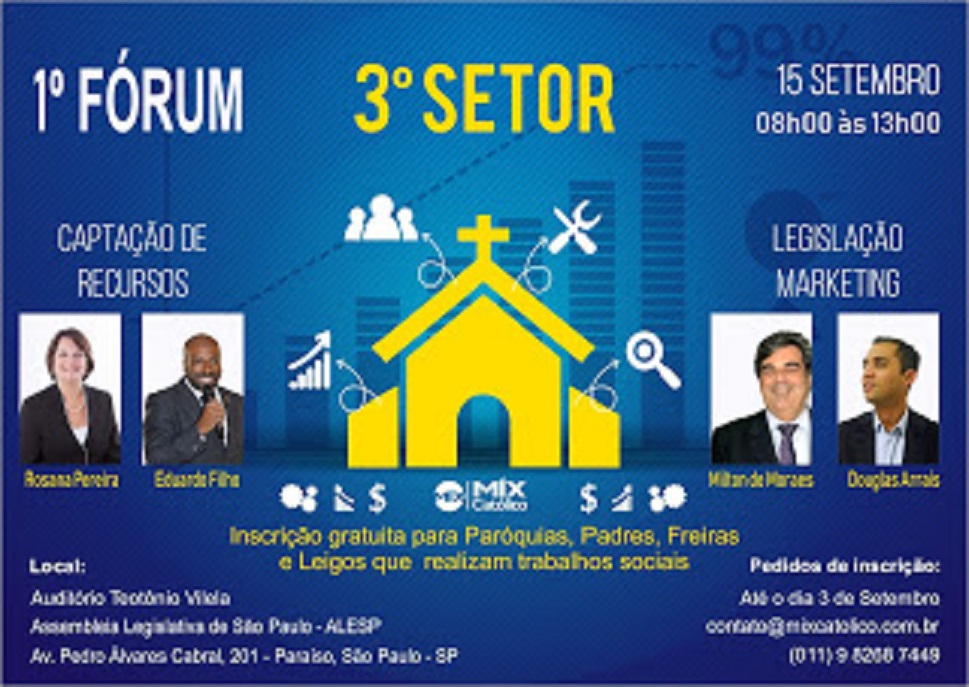 99%
1º FÓRUM
3º SETOR
15 SETEMBRO
08h00 às 13h00
CAPTAÇÃO DE
RECURSOS
LEGISLAÇÃO
MARKETING
Rosana Pereira
Eduardo Filho
Milton de Moraes
Douglas Arrais
$
MIX
Católico
$
Inscrição gratuita para Paróquias, Padres, Freiras
e Leigos que realizam trabalhos sociais
Local:
Auditório Teotônio Vilela
Assembleia Legislativa de São Paulo - ALESP
Av. Pedro Álvares Cabral, 201 - Paraíso, São Paulo - SP
Pedidos de inscrição:
Até o dia 3 de Setembro
contato@mixcatolico.com.br
(011) 9 8268 7449